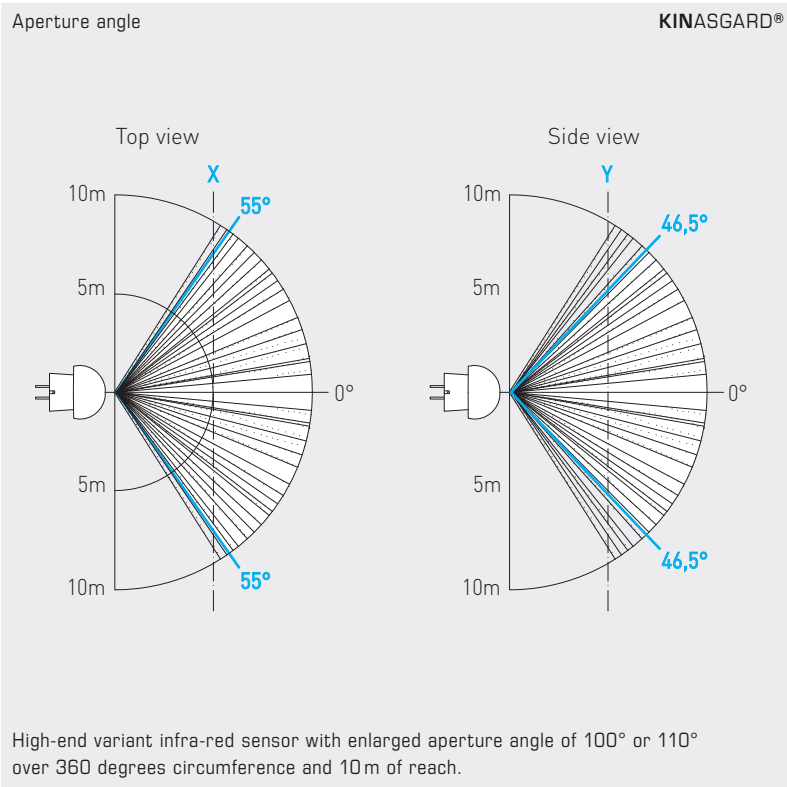 Aperture angle
KINASGARD®
Top view
X
10m
55°
5m
0°
5m
55°
10m
Side view
Y
10m
46,5°
5m
0°
5m
46,5°
10m
High-end variant infra-red sensor with enlarged aperture angle of 100° or 110°
over 360 degrees circumference and 10 m of reach.